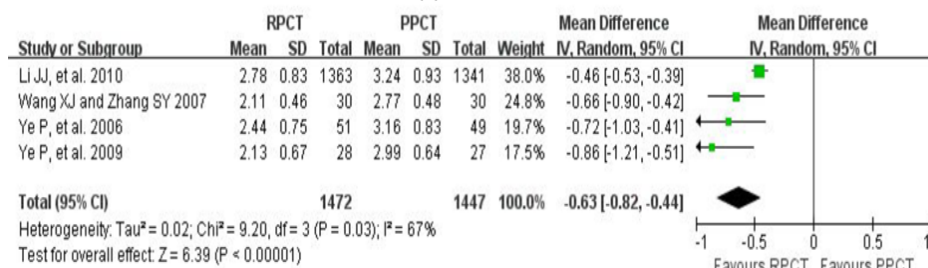 RPCT PPCT Mean Difference Mean Difference
Study or Subgroup Mean SD Total Mean SD Total Weight IV, Random, 95% CI IV, Random, 95% CI
Li JJ, et al. 2010 2.78 0.83 1363 3.24 0.93 1341 38.0% -0.46 [-0.53, -0.39]
Wang XJ and Zhang SY 2007 2.11 0.46 30 2.77 0.48 30 24.8% -0.66 [-0.90, -0.42]
Ye P, et al. 2006 2.44 0.75 51 3.16 0.83 49 19.7% -0.72 [-1.03, -0.41]
Ye P, et al. 2009 2.13 0.67 28 2.99 0.64 27 17.5% -0.86 [-1.21, -0.51]
Total (95% CI) 1472 1447 100.0% -0.63 [-0.82, -0.44]
Heterogeneity: Tau² = 0.02; Chi² = 9.20, df = 3 (P = 0.03); I² = 67%
Test for overall effect: Z = 6.39 (P < 0.00001)
-1 -0.5 0 0.5 1
Favours RPCT Favours PPCT